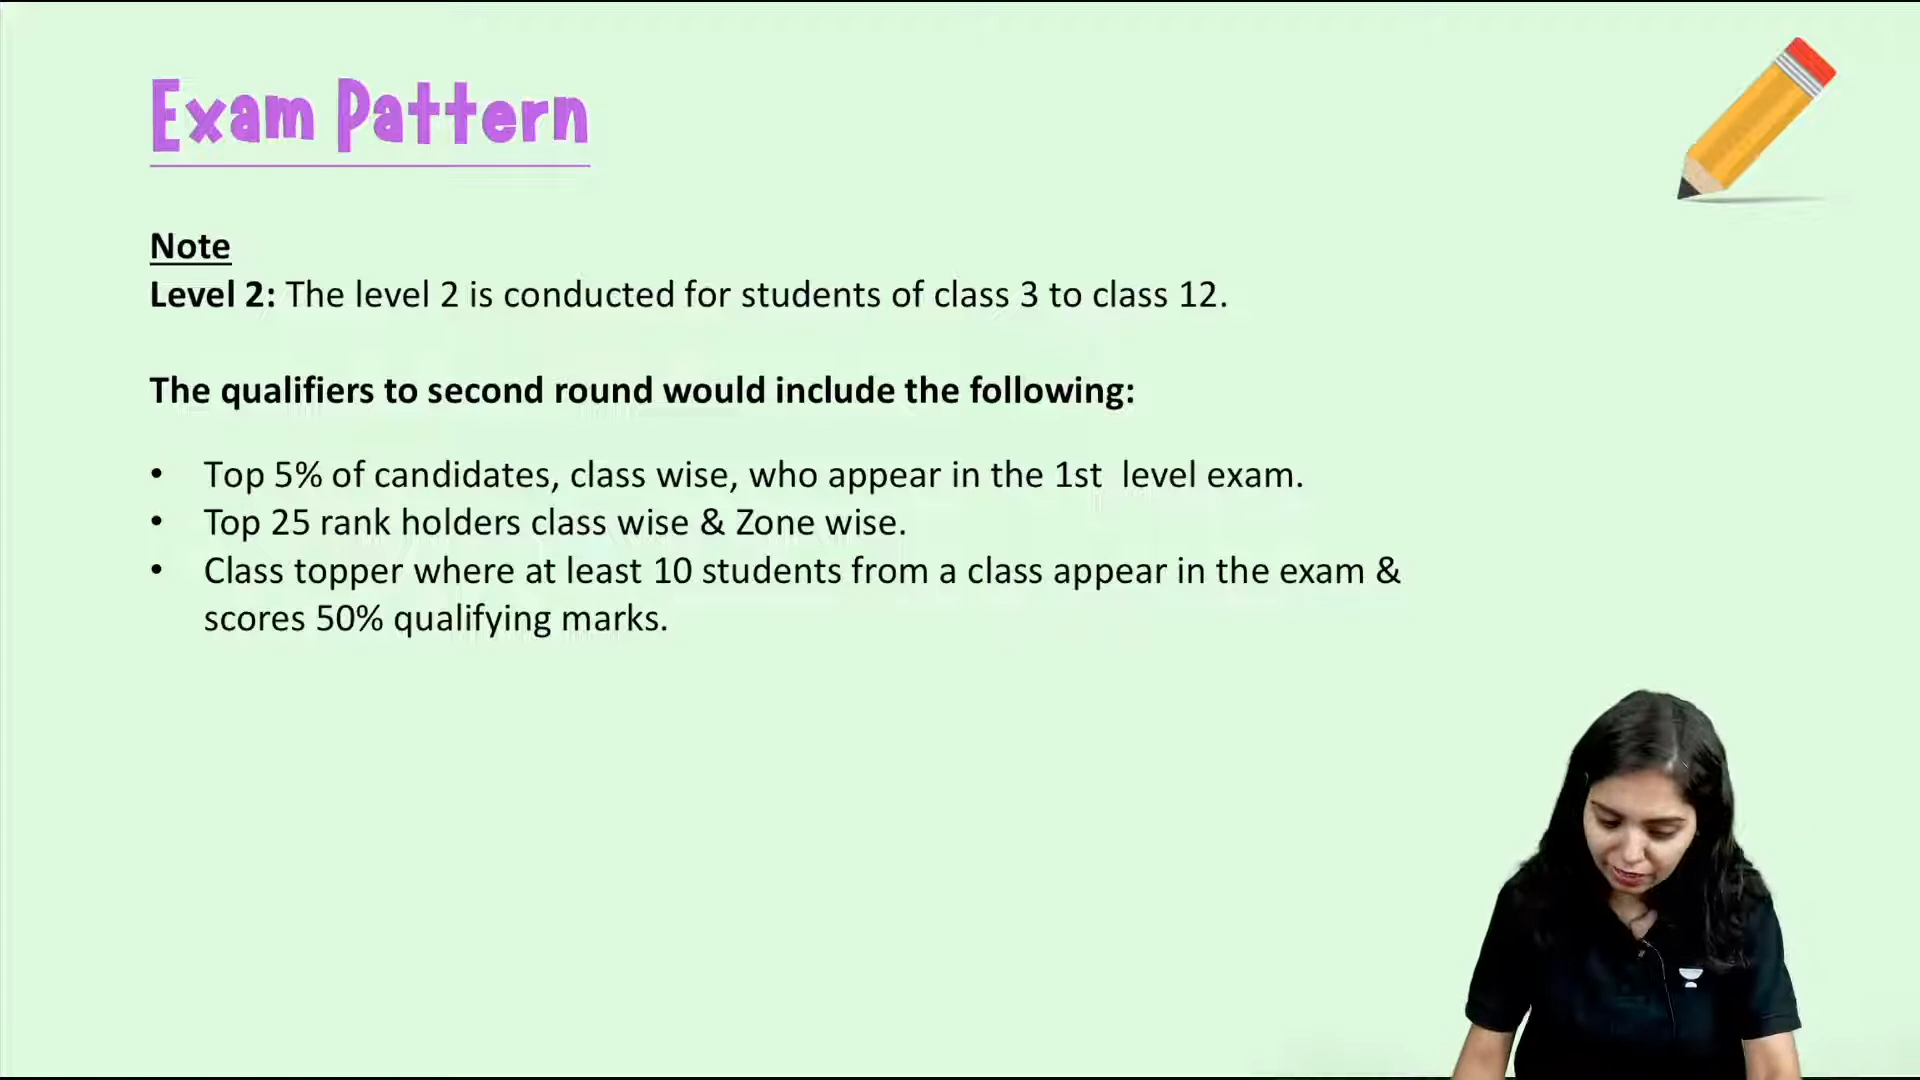 Exam Pattern
Note
Level 2: The level 2 is conducted for students of class 3 to class 12.
The qualifiers to second round would include the following:
• Top 5% of candidates, class wise, who appear in the 1st  level exam.
• Top 25 rank holders class wise & Zone wise.
• Class topper where at least 10 students from a class appear in the exam &
scores 50% qualifying marks.